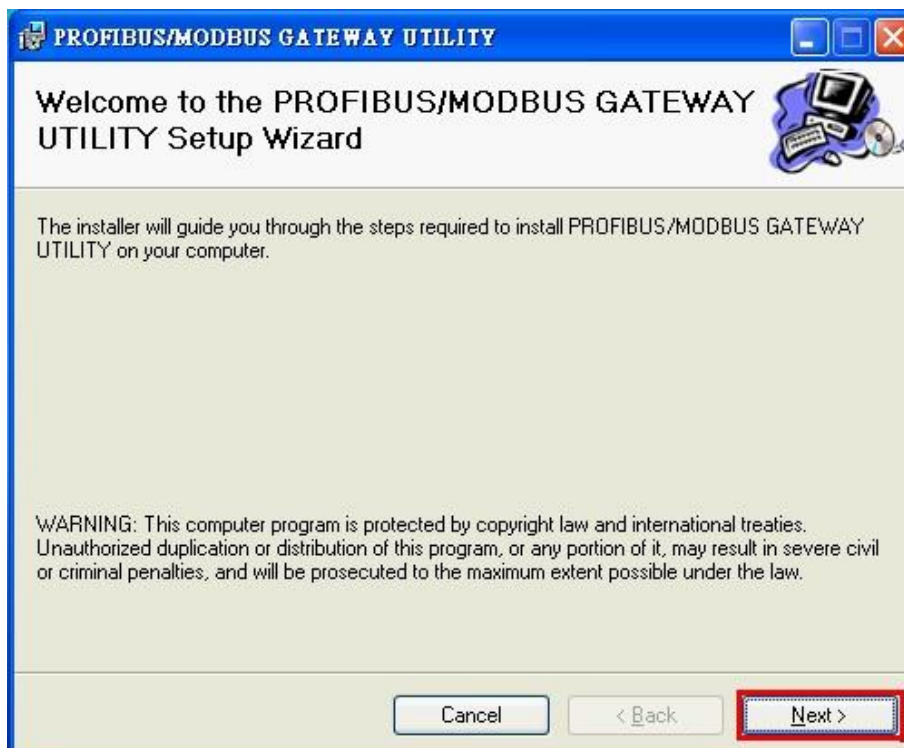 PROFIBUS/MODBUS GATEWAY UTILITY
Welcome to the PROFIBUS/MODBUS GATEWAY
UTILITY Setup Wizard
The installer will guide you through the steps required to install PROFIBUS/MODBUS GATEWAY
UTILITY on your computer.
WARNING: This computer program is protected by copyright law and international treaties.
Unauthorized duplication or distribution of this program, or any portion of it, may result in severe civil
or criminal penalties, and will be prosecuted to the maximum extent possible under the law.
Cancel
< Back
Next >